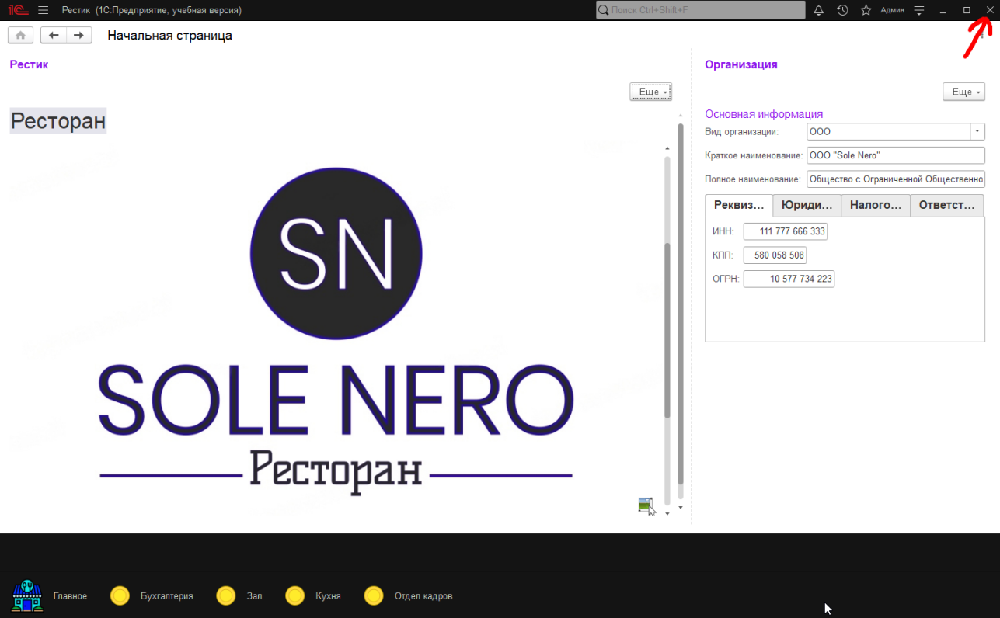 1С Рестик (1С:Предприятие, учебная версия) Поиск Ctrl+Shift+F Админ
Начальная страница
Рестик
Еще
Ресторан
SN
SOLE NERO
Ресторан
Организация
Еще
Основная информация
Вид организации: ООО
Краткое наименование: ООО "Sole Nero"
Полное наименование: Общество с Ограниченной Общественно
Реквиз... Юриди... Налого... Ответст...
ИНН: 111 777 666 333
КПП: 580 058 508
ОГРН: 10 577 734 223
Главное Бухгалтерия Зал Кухня Отдел кадров